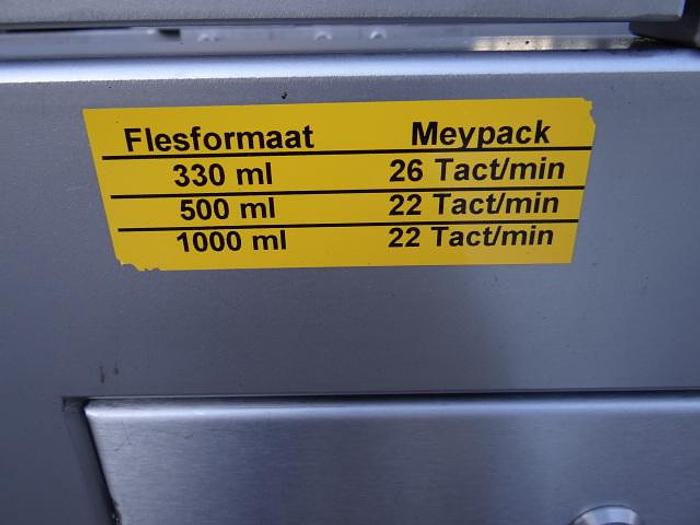 Flesformaat Meypack
330 ml 26 Tact/min
500 ml 22 Tact/min
1000 ml 22 Tact/min